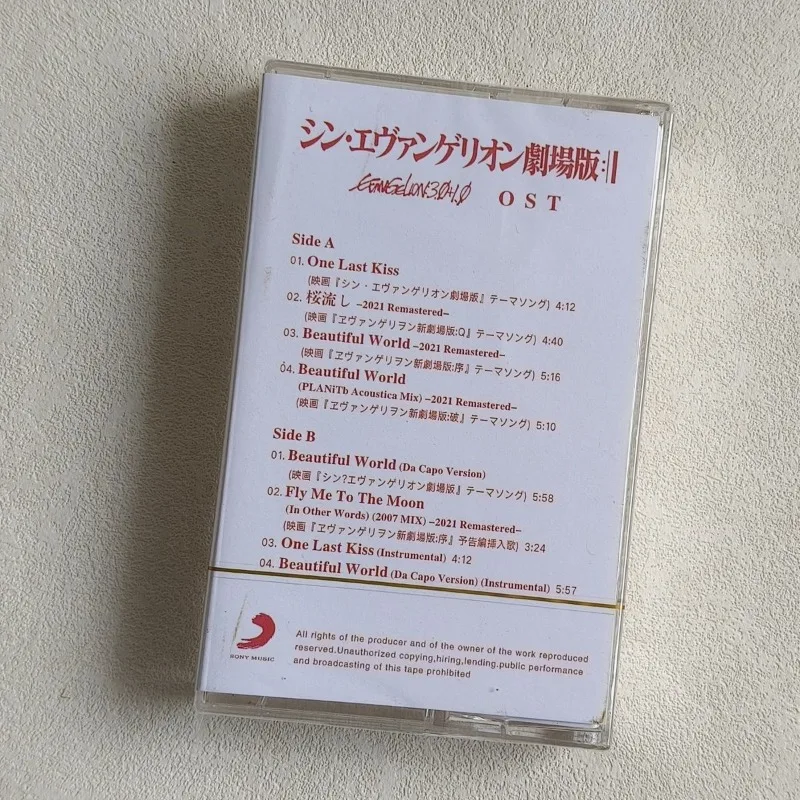 シン・エヴァンゲリオン劇場版:||
EVANGELION:3.0+1.0 OST
Side A
01. One Last Kiss
(映画『シン・エヴァンゲリオン劇場版』テーマソング) 4:12
02. 桜流し –2021 Remastered–
(映画『ヱヴァンゲリヲン新劇場版:Q』テーマソング) 4:40
03. Beautiful World –2021 Remastered–
(映画『ヱヴァンゲリヲン新劇場版:序』テーマソング) 5:16
04. Beautiful World
(PLANiTb Acoustica Mix) –2021 Remastered–
(映画『ヱヴァンゲリヲン新劇場版:破』テーマソング) 5:10
Side B
01. Beautiful World (Da Capo Version)
(映画『シン?エヴァンゲリオン劇場版』テーマソング) 5:58
02. Fly Me To The Moon
(In Other Words) (2007 MIX) –2021 Remastered–
(映画『ヱヴァンゲリヲン新劇場版:序』予告編挿入歌) 3:24
03. One Last Kiss (Instrumental) 4:12
04. Beautiful World (Da Capo Version) (Instrumental) 5:57
SONY MUSIC
All rights of the producer and of the owner of the work reproduced
reserved.Unauthorized copying,hiring,lending.public performance
and broadcasting of this tape prohibited